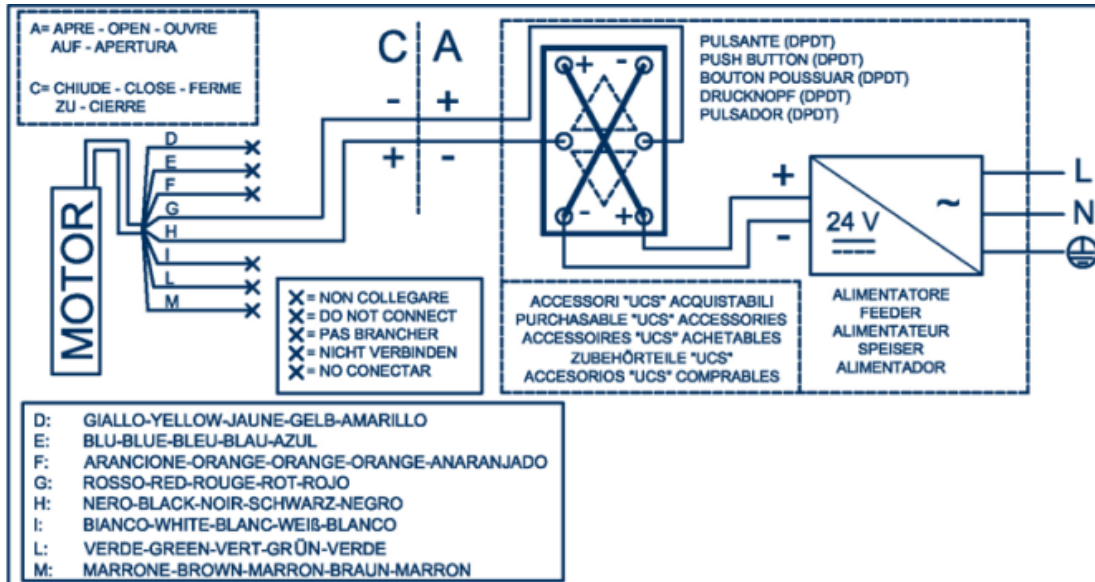 A= APRE - OPEN - OUVRE
AUF - APERTURA
C= CHIUDE - CLOSE - FERME
ZU - CIERRE
C A
- +
+ -
+ -
- +
PULSANTE (DPDT)
PUSH BUTTON (DPDT)
BOUTON POUSSUAR (DPDT)
DRUCKNOPF (DPDT)
PULSADOR (DPDT)
MOTOR
D
E
F
G
H
I
L
M
+
-
24 V
~
L
N
X = NON COLLEGARE
X = DO NOT CONNECT
X = PAS BRANCHER
X = NICHT VERBINDEN
X = NO CONECTAR
ACCESSORI "UCS" ACQUISTABILI
PURCHASABLE "UCS" ACCESSORIES
ACCESSOIRES "UCS" ACHETABLES
ZUBEHÖRTEILE "UCS"
ACCESORIOS "UCS" COMPRABLES
ALIMENTATORE
FEEDER
ALIMENTATEUR
SPEISER
ALIMENTADOR
D: GIALLO-YELLOW-JAUNE-GELB-AMARILLO
E: BLU-BLUE-BLEU-BLAU-AZUL
F: ARANCIONE-ORANGE-ORANGE-ORANGE-ANARANJADO
G: ROSSO-RED-ROUGE-ROT-ROJO
H: NERO-BLACK-NOIR-SCHWARZ-NEGRO
I: BIANCO-WHITE-BLANC-WEIß-BLANCO
L: VERDE-GREEN-VERT-GRÜN-VERDE
M: MARRONE-BROWN-MARRON-BRAUN-MARRON